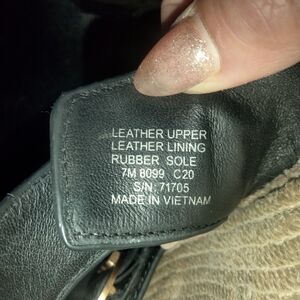 LEATHER UPPER
LEATHER LINING
RUBBER SOLE
7M 8099 C20
S/N: 71705
MADE IN VIETNAM